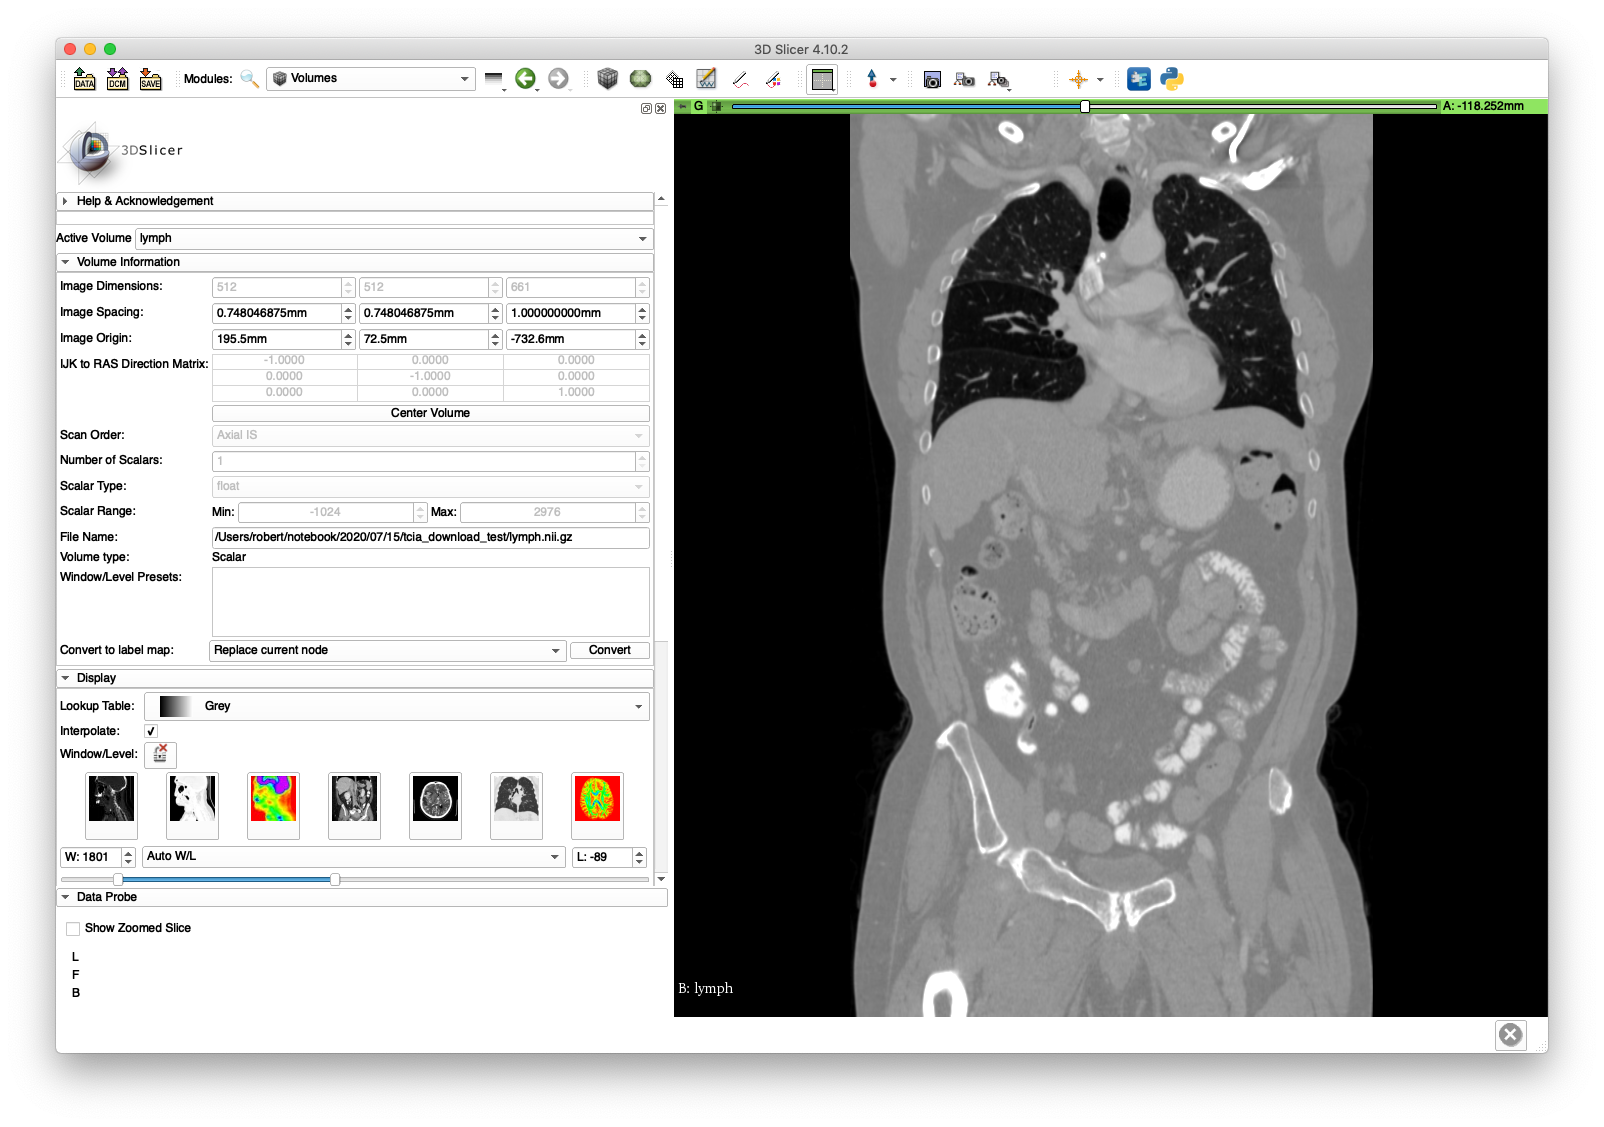 3D Slicer 4.10.2
DATA DCM SAVE Modules: Volumes
G A: -118.252mm
3DSlicer
Help & Acknowledgement
Active Volume lymph
Volume Information
Image Dimensions: 512 512 661
Image Spacing: 0.748046875mm 0.748046875mm 1.000000000mm
Image Origin: 195.5mm 72.5mm -732.6mm
IJK to RAS Direction Matrix: -1.0000 0.0000 0.0000
0.0000 -1.0000 0.0000
0.0000 0.0000 1.0000
Center Volume
Scan Order: Axial IS
Number of Scalars: 1
Scalar Type: float
Scalar Range: Min: -1024 Max: 2976
File Name: /Users/robert/notebook/2020/07/15/tcia_download_test/lymph.nii.gz
Volume type: Scalar
Window/Level Presets:
Convert to label map: Replace current node Convert
Display
Lookup Table: Grey
Interpolate:
Window/Level:
W: 1801 Auto W/L L: -89
Data Probe
Show Zoomed Slice
L
F
B
B: lymph